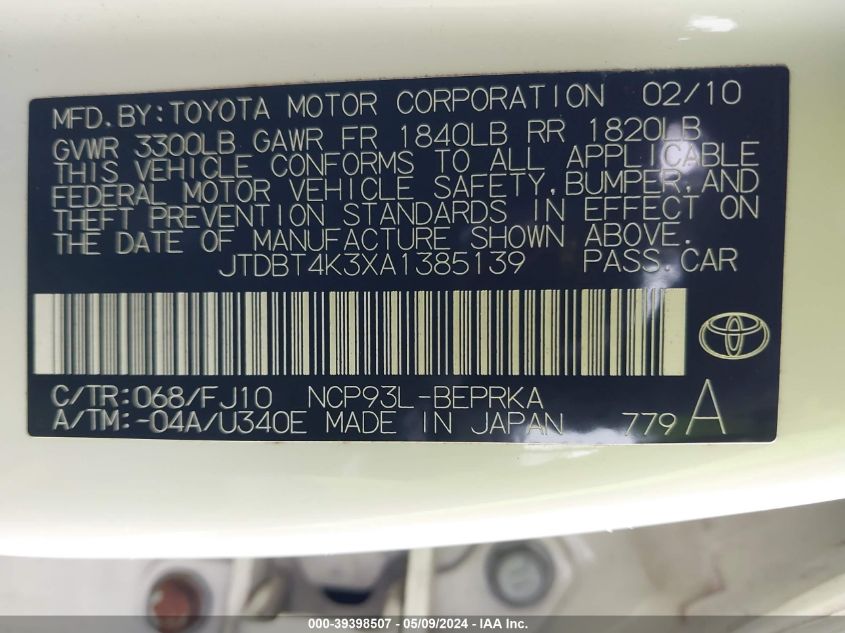 MFD. BY: TOYOTA MOTOR CORPORATION 02/10
GVWR 3300LB GAWR FR 1840LB RR 1820LB
THIS VEHICLE CONFORMS TO ALL APPLICABLE
FEDERAL MOTOR VEHICLE SAFETY, BUMPER, AND
THEFT PREVENTION STANDARDS IN EFFECT ON
THE DATE OF MANUFACTURE SHOWN ABOVE.
JTDBT4K3XA1385139 PASS. CAR
C/TR: 068/FJ10 NCP93L-BEPRKA
A/TM: -04A/U340E MADE IN JAPAN 779 A
000-39398507 - 05/09/2024 - IAA Inc.